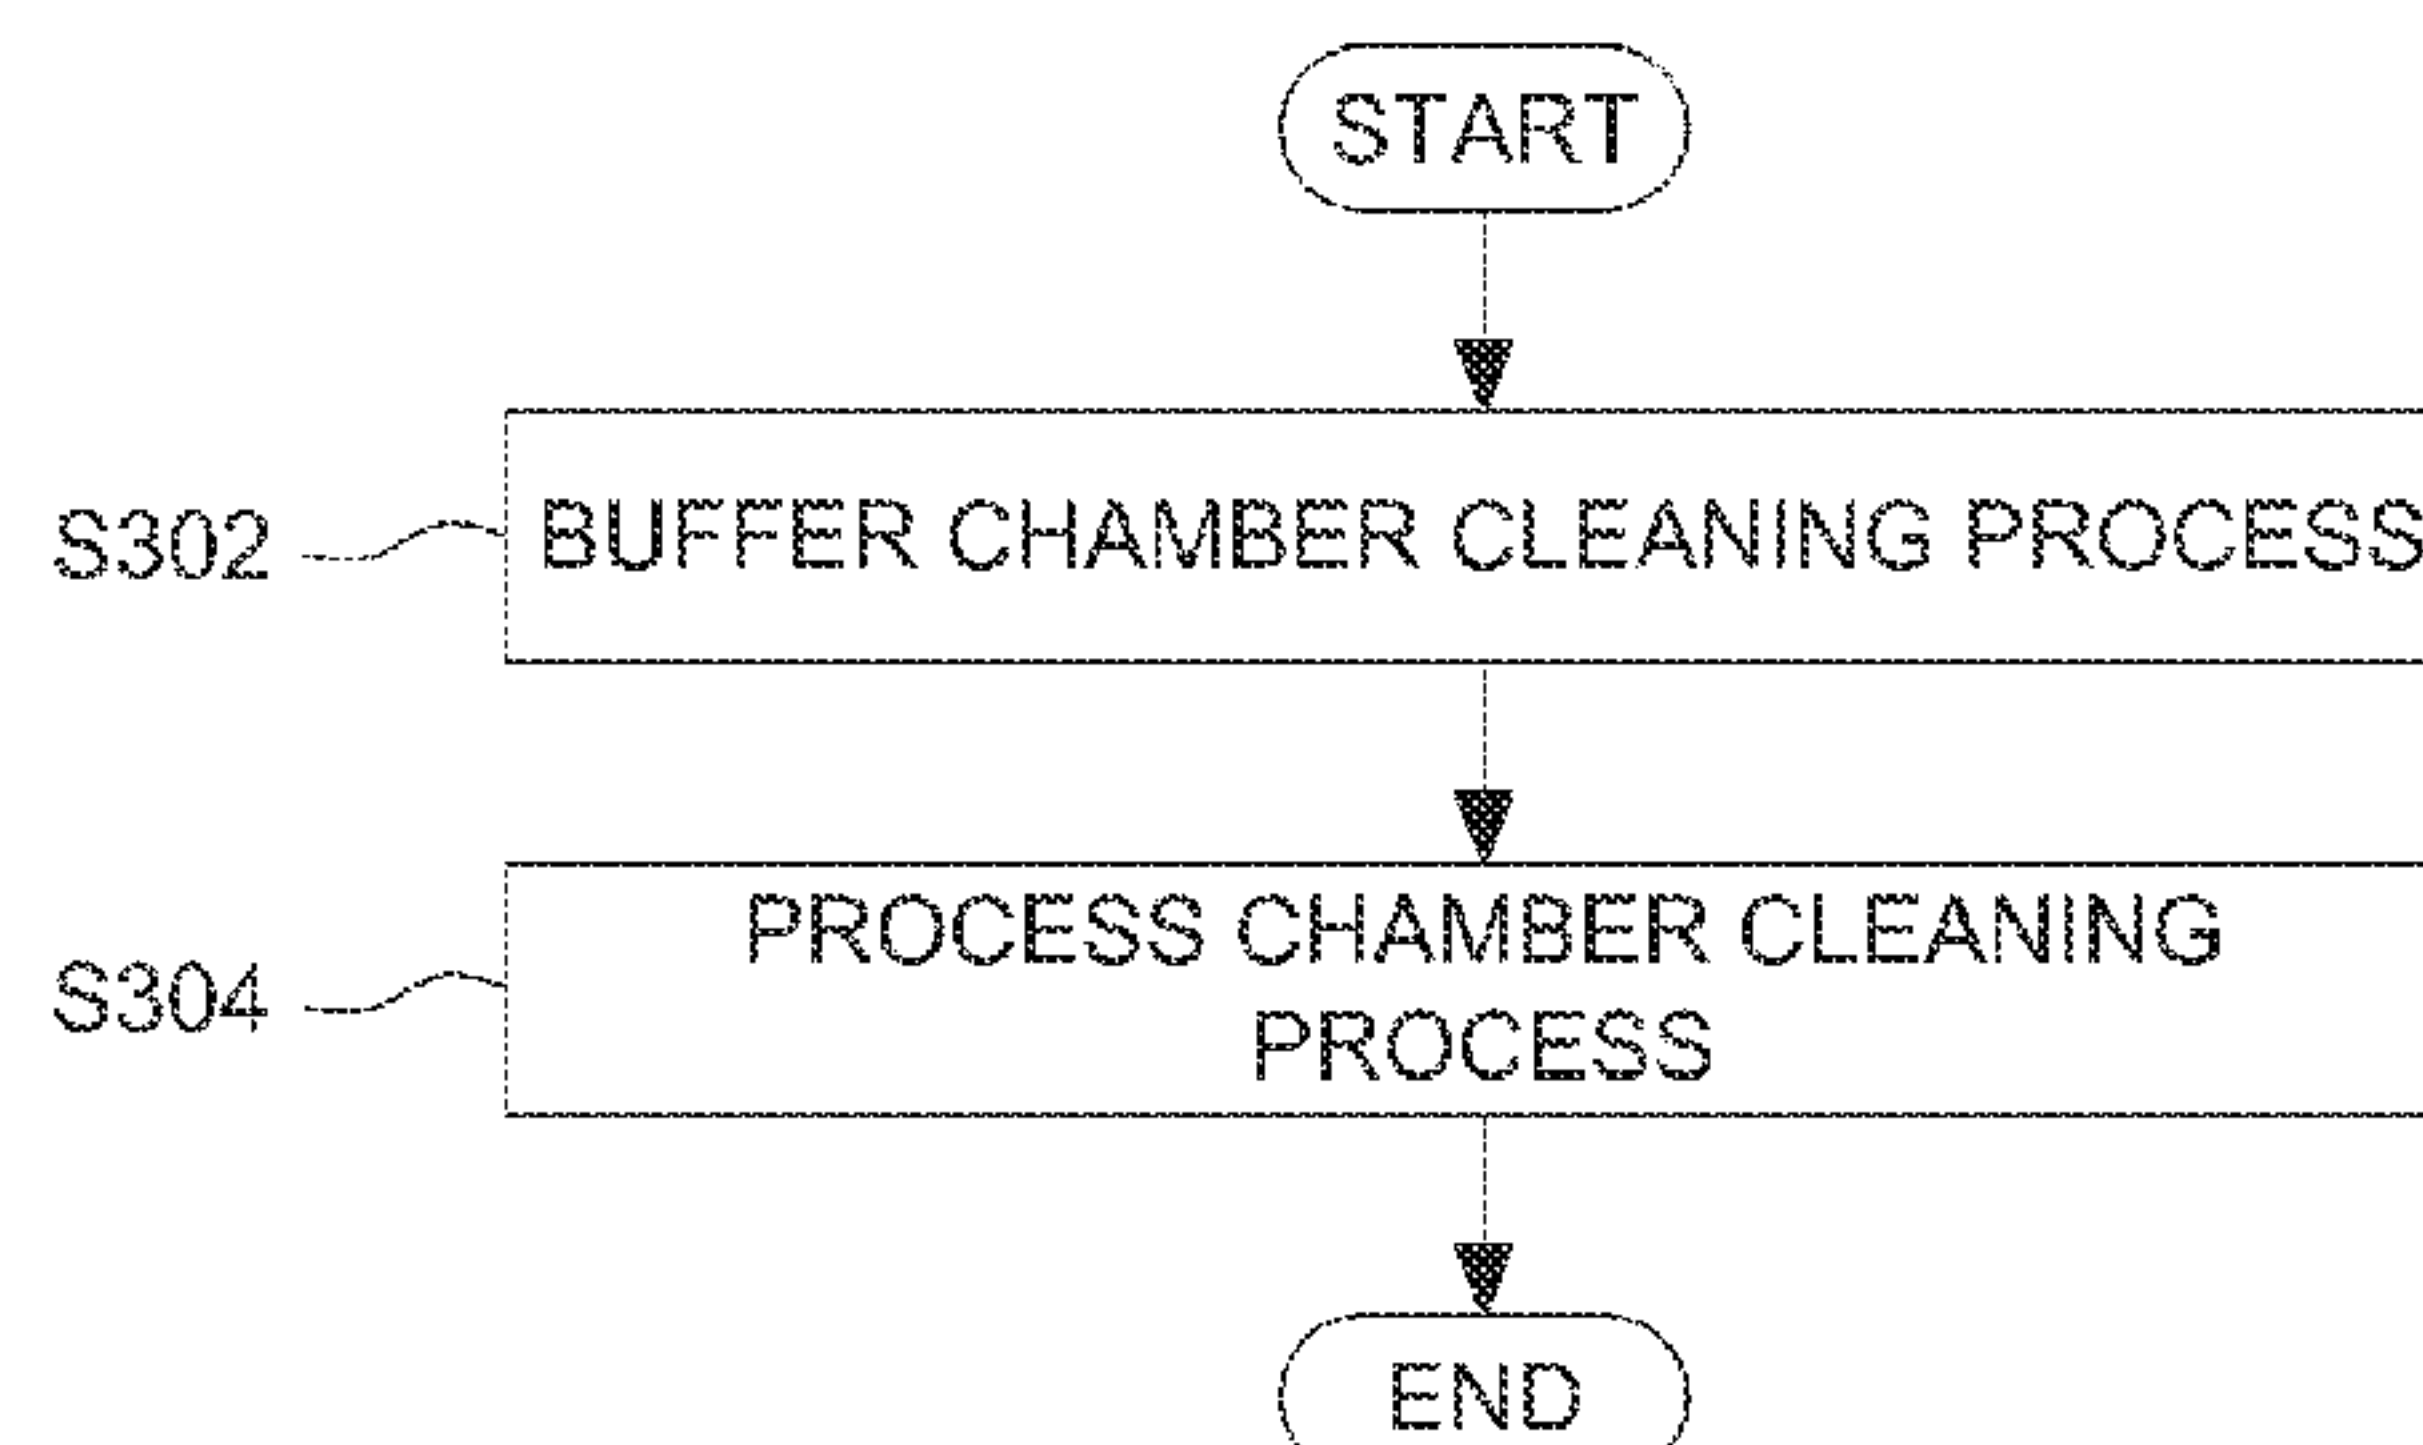 START
S302
BUFFER CHAMBER CLEANING PROCESS
S304
PROCESS CHAMBER CLEANING
PROCESS
END